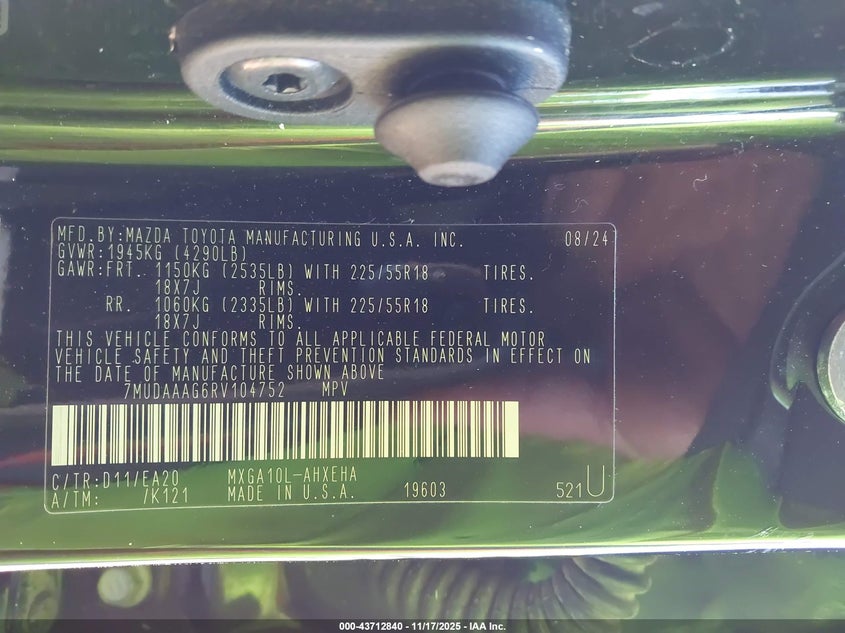 MFD.BY:MAZDA TOYOTA MANUFACTURING U.S.A. INC. 08/24
GVWR:1945KG (4290LB)
GAWR:FRT. 1150KG (2535LB) WITH 225/55R18 TIRES.
18X7J RIMS.
RR. 1060KG (2335LB) WITH 225/55R18 TIRES.
18X7J RIMS.
THIS VEHICLE CONFORMS TO ALL APPLICABLE FEDERAL MOTOR
VEHICLE SAFETY AND THEFT PREVENTION STANDARDS IN EFFECT ON
THE DATE OF MANUFACTURE SHOWN ABOVE
7MUDAAAG6RV104752 MPV
C/TR:D11/EA20 MXGA10L-AHXEHA
A/TM: /K121 MADE IN U.S.A. 19603 521U
000-43712840 - 11/17/2025 - IAA Inc.